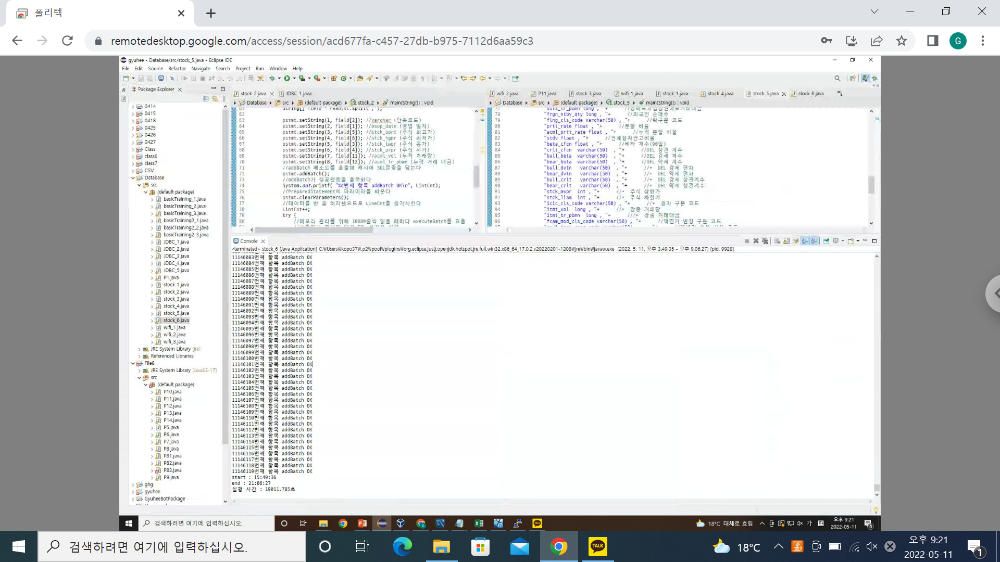 폴리텍
remotedesktop.google.com/access/session/acd677fa-c457-27db-b975-7112d6aa59c3
G
gyuhee - Database/src/stock_5.java - Eclipse IDE
File Edit Source Refactor Navigate Search Project Run Window Help
Package Explorer
0414
0415
0418
0425
0426
0427
Class
class6
class7
CSV
Database
src
(default package)
basicTraining_1.java
basicTraining_2.java
basicTraining_3.java
basicTraining2_1.java
basicTraining2_2.java
basicTraining2_3.java
JDBC_1.java
JDBC_2.java
JDBC_3.java
JDBC_4.java
JDBC_5.java
P1.java
stock_1.java
stock_2.java
stock_3.java
stock_4.java
stock_5.java
stock_6.java
wifi_1.java
wifi_2.java
wifi_3.java
JRE System Library [jre]
Referenced Libraries
File8
JRE System Library [JavaSE-17]
src
(default package)
P10.java
P11.java
P12.java
P13.java
P14.java
P5.java
P6.java
P7.java
P8.java
P81.java
P82.java
P83.java
P9.java
ghg
gyuhee
GyuheeBotPackage
stock_2.java JDBC_1.java
Database src (default package) stock_2 main(String[]) : void
61 String[] field = readtxt.split(",");
62
63 pstmt.setString(1, field[2]); //varchar (단축코드)
64 pstmt.setString(2, field[1]); //bsop_date (영업 일자)
65 pstmt.setString(3, field[5]); //stck_oprc (주식 최고가)
66 pstmt.setString(4, field[6]); //stck_hgpr (주식 최저가)
67 pstmt.setString(5, field[3]); //stck_lwpr (주식 종가)
68 pstmt.setString(6, field[4]); //stck_prpr (주식 시가)
69 pstmt.setString(7, field[11]); //acml_vol (누적 거래량)
70 pstmt.setString(8, field[12]); //acml_tr_pbmn (누적 거래 대금)
71 //addBatch 메소드를 호출해 캐시에 SQL문장을 담는다
72 pstmt.addBatch();
73 //addBatch가 성공했음을 출력한다
74 System.out.printf( "%d번째 항목 addBatch OK\n", LintCnt);
75 //PreparedStatement의 파라미터를 비운다
76 pstmt.clearParameters();
77 //데이터를 한 줄 처리했으므로 LineCnt를 증가시킨다
78 LintCnt++;
79 try {
80 //메모리 관리를 위해 10000줄씩 읽을 때마다 executeBatch를 호출
wifi_2.java P11.java stock_3.java wifi_1.java stock_1.java stock_4.java stock_5.java stock_6.java
Database src (default package) stock_5 main(String[]) : void
78 "frgn_ntby_qty long , "+ //외국인 순매수
79 "flng_cls_code varchar(50) , "+ //락구분 코드
80 "prtt_rate float , "+ //분할 비율
81 "acml_prtt_rate float , "+ //누적 분할 비율
82 "stdv float , "+ //전체융자잔고비율
83 "beta_cfcn float , "+ //베타 계수(90일)
84 "crlt_cfcn varchar(50) , "+ //DEL 상관 계수
85 "bull_beta varchar(50) , "+ //DEL 강세 계수
86 "bear_beta varchar(50) , "+ //DEL 약세 계수
87 "bull_dvtn varchar(50) , "+ //* DEL 강세 편차
88 "bear_dvtn varchar(50) , "+ //* DEL 약세 편차
89 "bull_crlt varchar(50) , "+ //* DEL 강세 상관계수
90 "bear_crlt varchar(50) , "+ //* DEL 약세 상관계수
91 "stck_mxpr int , "+ //* 주식 상한가
92 "stck_llam int , "+ //* 주식 하한가
93 "icic_cls_code varchar(50) , "+ //* 증자 구분 코드
94 "itmt_vol long , "+ //* 장중 거래량
95 "itmt_tr_pbmn long , "+ ///* 장중 거래대금
96 "fcam_mod_cls_code varchar(50) , "+ //액면가 변경 구분 코드
Console
<terminated> stock_6 [Java Application] C:₩Users₩kopo37₩.p2₩pool₩plugins₩org.eclipse.justj.openjdk.hotspot.jre.full.win32.x86_64_17.0.2.v20220201-1208₩jre₩bin₩javaw.exe (2022. 5. 11. 오후 3:49:35 – 오후 9:06:27) [pid: 9928]
11146083번째 항목 addBatch OK
11146084번째 항목 addBatch OK
11146085번째 항목 addBatch OK
11146086번째 항목 addBatch OK
11146087번째 항목 addBatch OK
11146088번째 항목 addBatch OK
11146089번째 항목 addBatch OK
11146090번째 항목 addBatch OK
11146091번째 항목 addBatch OK
11146092번째 항목 addBatch OK
11146093번째 항목 addBatch OK
11146094번째 항목 addBatch OK
11146095번째 항목 addBatch OK
11146096번째 항목 addBatch OK
11146097번째 항목 addBatch OK
11146098번째 항목 addBatch OK
11146099번째 항목 addBatch OK
11146100번째 항목 addBatch OK
11146101번째 항목 addBatch OK
11146102번째 항목 addBatch OK
11146103번째 항목 addBatch OK
11146104번째 항목 addBatch OK
11146105번째 항목 addBatch OK
11146106번째 항목 addBatch OK
11146107번째 항목 addBatch OK
11146108번째 항목 addBatch OK
11146109번째 항목 addBatch OK
11146110번째 항목 addBatch OK
11146111번째 항목 addBatch OK
11146112번째 항목 addBatch OK
11146113번째 항목 addBatch OK
11146114번째 항목 addBatch OK
11146115번째 항목 addBatch OK
11146116번째 항목 addBatch OK
11146117번째 항목 addBatch OK
11146118번째 항목 addBatch OK
11146119번째 항목 addBatch OK
start : 15:49:36
end : 21:06:27
실행 시간 : 19011.785초
검색하려면 여기에 입력하십시오.
18°C 대체로 흐림
가
오후 9:21
2022-05-11
4
검색하려면 여기에 입력하십시오.
TALK
18°C
오후 9:21
2022-05-11
1